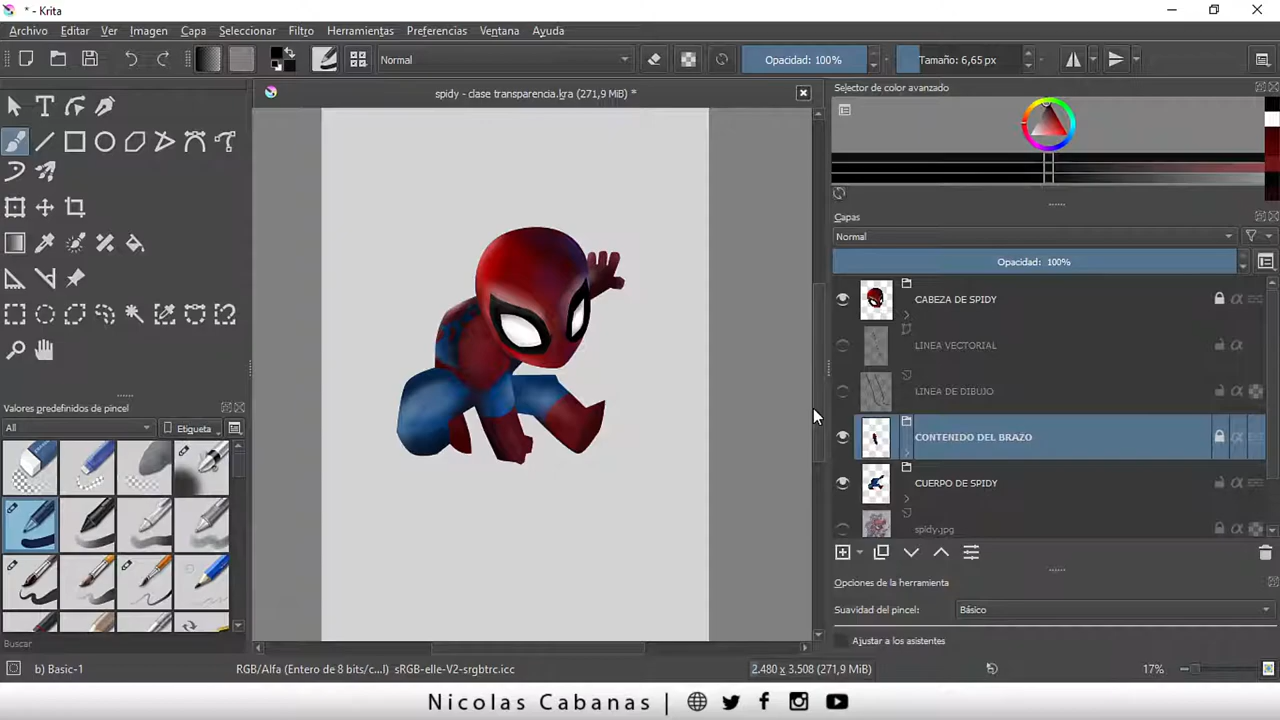 * - Krita
Archivo Editar Ver Imagen Capa Seleccionar Filtro Herramientas Preferencias Ventana Ayuda
Normal
Opacidad: 100%
Tamaño: 6,65 px
spidy - clase transparencia.kra (271,9 MiB) *
Selector de color avanzado
Capas
Normal
Opacidad: 100%
CABEZA DE SPIDY
LINEA VECTORIAL
LINEA DE DIBUJO
CONTENIDO DEL BRAZO
CUERPO DE SPIDY
spidy.jpg
Valores predefinidos de pincel
All
Etiqueta
Buscar
Opciones de la herramienta
Suavidad del pincel: Básico
Ajustar a los asistentes
b) Basic-1
RGB/Alfa (Entero de 8 bits/c...l) sRGB-elle-V2-srgbtrc.icc
2.480 x 3.508 (271,9 MiB)
17%
Nicolas Cabanas |